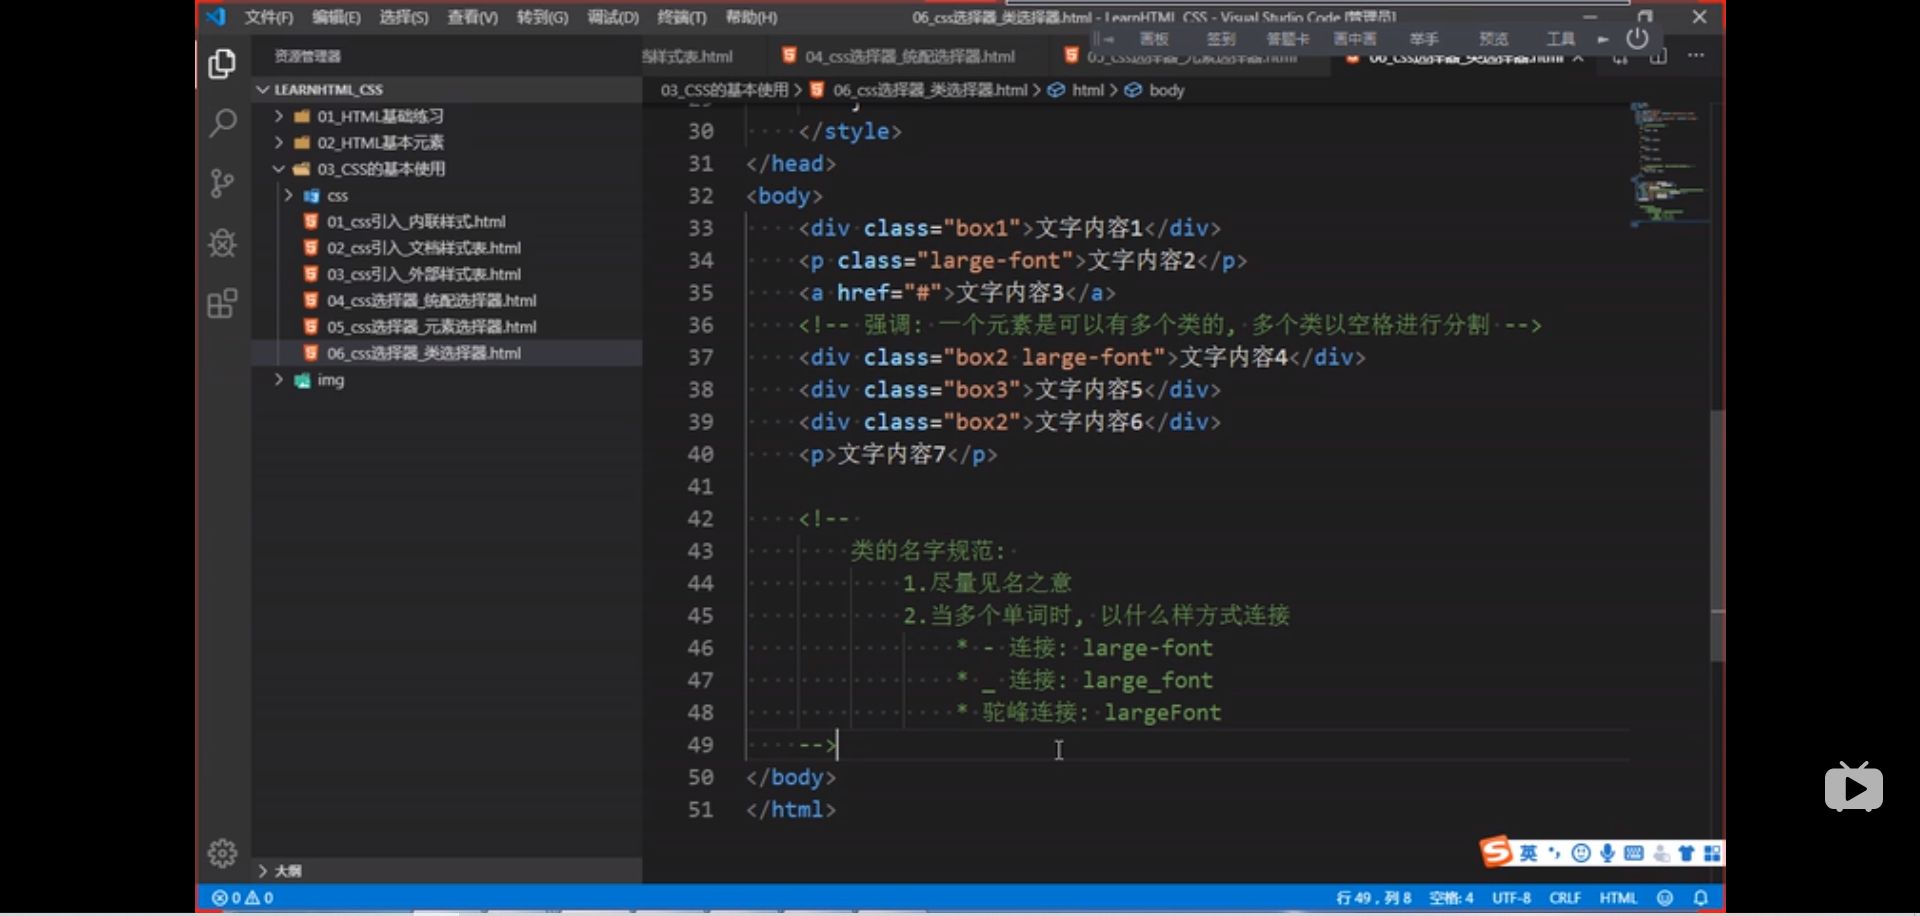 文件(F) 编辑(E) 选择(S) 查看(V) 转到(G) 调试(D) 终端(T) 帮助(H) 06_css选择器_类选择器.html - LearnHTML_CSS - Visual Studio Code [管理员]
画板 签到 答题卡 画中画 举手 预览 工具
资源管理器
当样式表.html 04_css选择器_统配选择器.html 05_css选择器_元素选择器.html 06_css选择器_类选择器.html
LEARNHTML_CSS
03_CSS的基本使用 > 06_css选择器_类选择器.html > html > body
01_HTML基础练习
02_HTML基本元素
03_CSS的基本使用
css
01_css引入_内联样式.html
02_css引入_文档样式表.html
03_css引入_外部样式表.html
04_css选择器_统配选择器.html
05_css选择器_元素选择器.html
06_css选择器_类选择器.html
img
大纲
29 }
30 </style>
31 </head>
32 <body>
33 <div class="box1">文字内容1</div>
34 <p class="large-font">文字内容2</p>
35 <a href="#">文字内容3</a>
36 <!-- 强调: 一个元素是可以有多个类的, 多个类以空格进行分割 -->
37 <div class="box2 large-font">文字内容4</div>
38 <div class="box3">文字内容5</div>
39 <div class="box2">文字内容6</div>
40 <p>文字内容7</p>
41
42 <!--
43 类的名字规范:
44 1.尽量见名之意
45 2.当多个单词时, 以什么样方式连接
46 * - 连接: large-font
47 * _ 连接: large_font
48 * 驼峰连接: largeFont
49 -->
50 </body>
51 </html>
英
0 0 行 49，列 8 空格: 4 UTF-8 CRLF HTML